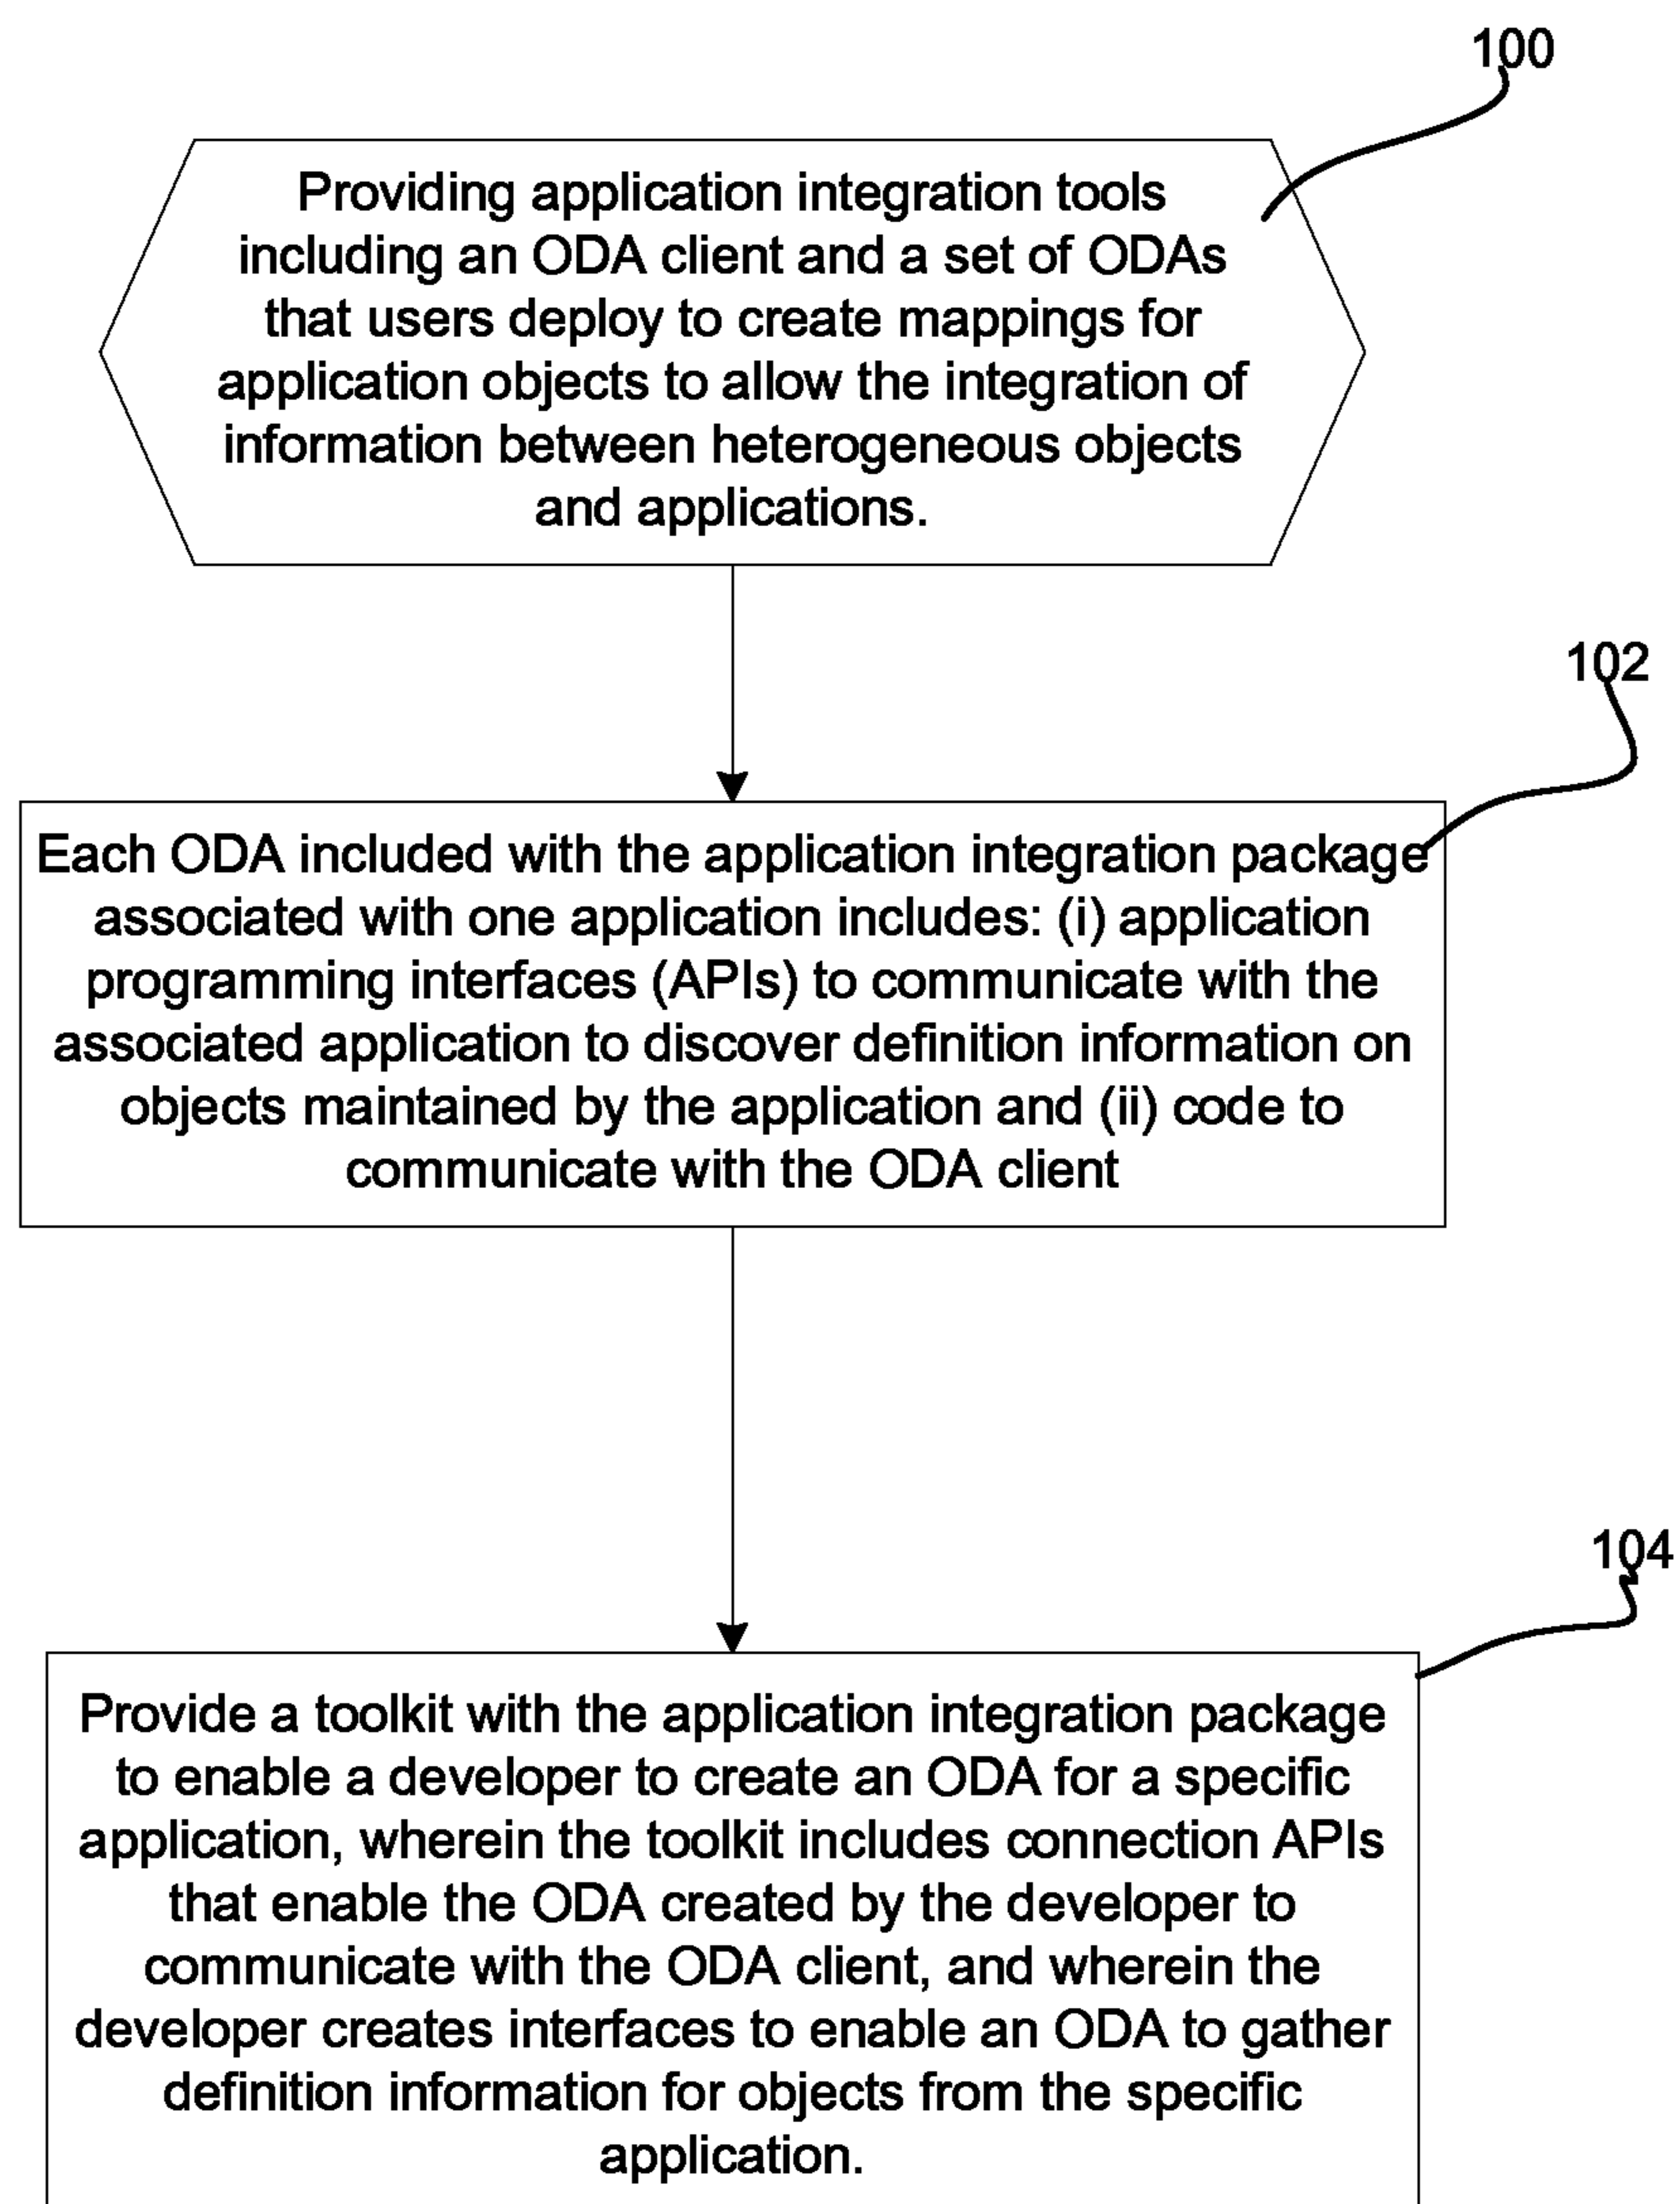 100
Providing application integration tools
including an ODA client and a set of ODAs
that users deploy to create mappings for
application objects to allow the integration of
information between heterogeneous objects
and applications.
102
Each ODA included with the application integration package
associated with one application includes: (i) application
programming interfaces (APIs) to communicate with the
associated application to discover definition information on
objects maintained by the application and (ii) code to
communicate with the ODA client
104
Provide a toolkit with the application integration package
to enable a developer to create an ODA for a specific
application, wherein the toolkit includes connection APIs
that enable the ODA created by the developer to
communicate with the ODA client, and wherein the
developer creates interfaces to enable an ODA to gather
definition information for objects from the specific
application.